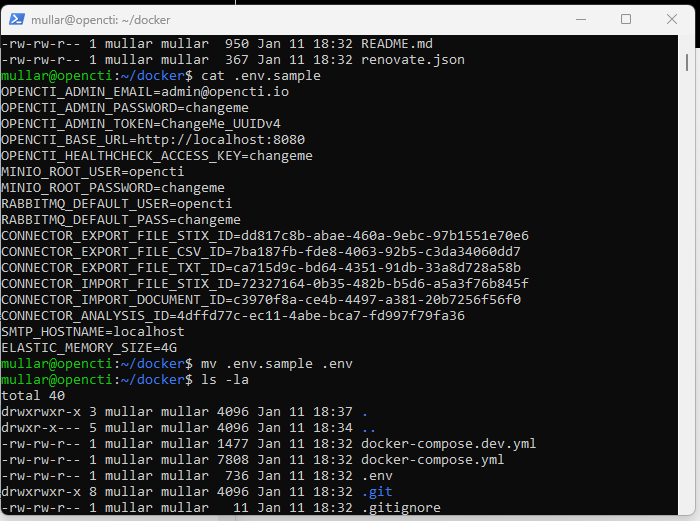 mullar@opencti: ~/docker
-rw-rw-r-- 1 mullar mullar  950 Jan 11 18:32 README.md
-rw-rw-r-- 1 mullar mullar  367 Jan 11 18:32 renovate.json
mullar@opencti:~/docker$ cat .env.sample
OPENCTI_ADMIN_EMAIL=admin@opencti.io
OPENCTI_ADMIN_PASSWORD=changeme
OPENCTI_ADMIN_TOKEN=ChangeMe_UUIDv4
OPENCTI_BASE_URL=http://localhost:8080
OPENCTI_HEALTHCHECK_ACCESS_KEY=changeme
MINIO_ROOT_USER=opencti
MINIO_ROOT_PASSWORD=changeme
RABBITMQ_DEFAULT_USER=opencti
RABBITMQ_DEFAULT_PASS=changeme
CONNECTOR_EXPORT_FILE_STIX_ID=dd817c8b-abae-460a-9ebc-97b1551e70e6
CONNECTOR_EXPORT_FILE_CSV_ID=7ba187fb-fde8-4063-92b5-c3da34060dd7
CONNECTOR_EXPORT_FILE_TXT_ID=ca715d9c-bd64-4351-91db-33a8d728a58b
CONNECTOR_IMPORT_FILE_STIX_ID=72327164-0b35-482b-b5d6-a5a3f76b845f
CONNECTOR_IMPORT_DOCUMENT_ID=c3970f8a-ce4b-4497-a381-20b7256f56f0
CONNECTOR_ANALYSIS_ID=4dffd77c-ec11-4abe-bca7-fd997f79fa36
SMTP_HOSTNAME=localhost
ELASTIC_MEMORY_SIZE=4G
mullar@opencti:~/docker$ mv .env.sample .env
mullar@opencti:~/docker$ ls -la
total 40
drwxrwxr-x 3 mullar mullar 4096 Jan 11 18:37 .
drwxr-x--- 5 mullar mullar 4096 Jan 11 18:34 ..
-rw-rw-r-- 1 mullar mullar 1477 Jan 11 18:32 docker-compose.dev.yml
-rw-rw-r-- 1 mullar mullar 7808 Jan 11 18:32 docker-compose.yml
-rw-rw-r-- 1 mullar mullar  736 Jan 11 18:32 .env
drwxrwxr-x 8 mullar mullar 4096 Jan 11 18:32 .git
-rw-rw-r-- 1 mullar mullar   11 Jan 11 18:32 .gitignore